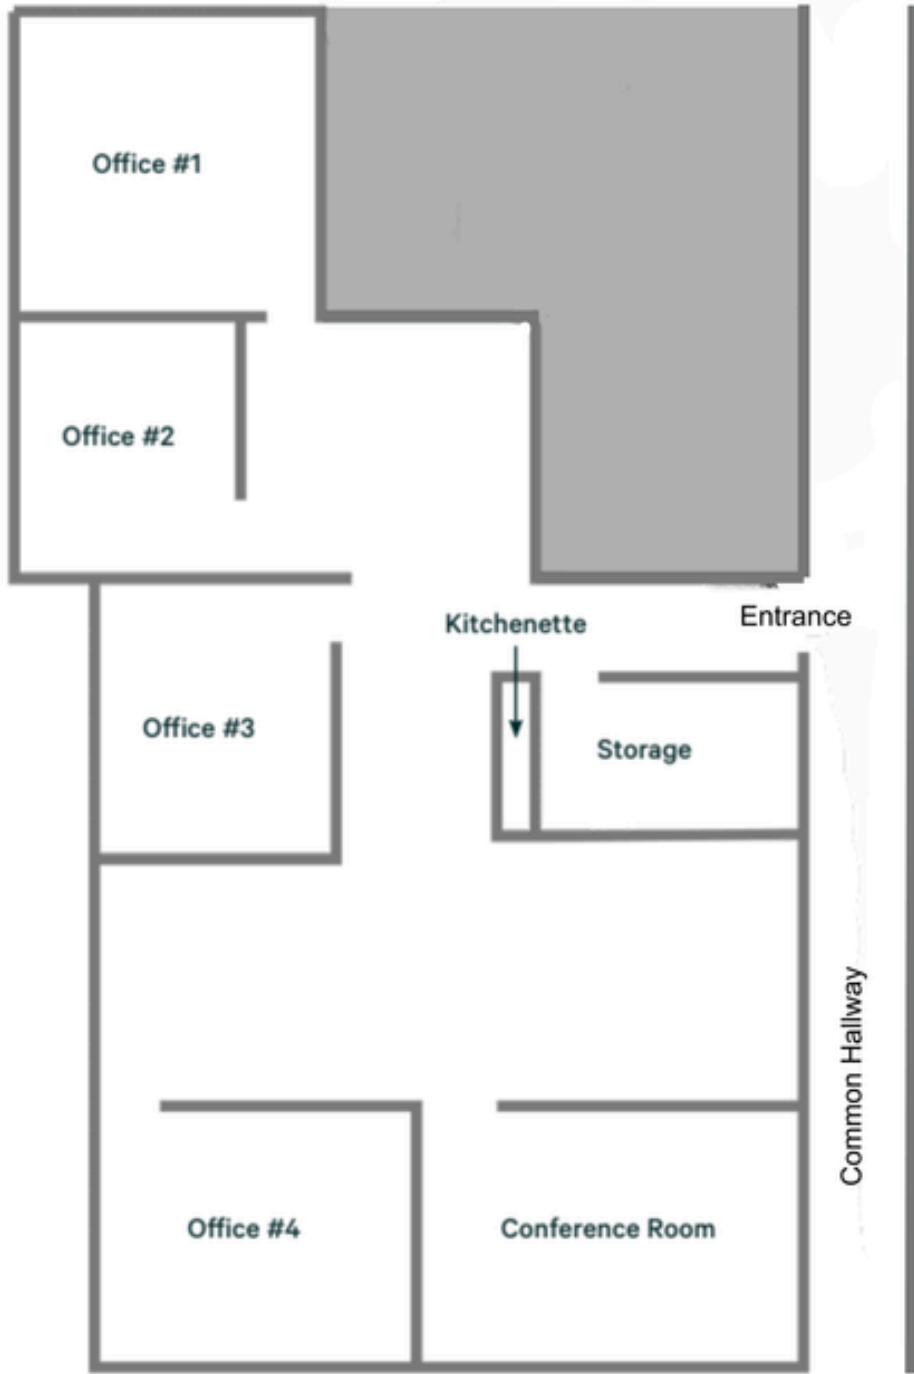 Office #1
Office #2
Entrance
Kitchenette
Office #3
Storage
Common Hallway
Office #4
Conference Room